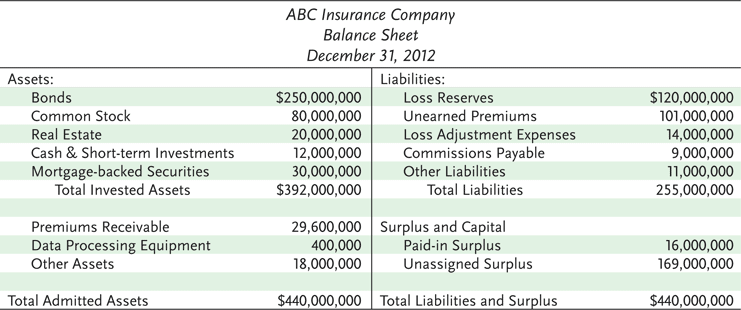 ABC Insurance Company
Balance Sheet
December 31, 2012
Assets: Liabilities:
Bonds $250,000,000 Loss Reserves $120,000,000
Common Stock 80,000,000 Unearned Premiums 101,000,000
Real Estate 20,000,000 Loss Adjustment Expenses 14,000,000
Cash & Short-term Investments 12,000,000 Commissions Payable 9,000,000
Mortgage-backed Securities 30,000,000 Other Liabilities 11,000,000
Total Invested Assets $392,000,000 Total Liabilities 255,000,000
Premiums Receivable 29,600,000 Surplus and Capital
Data Processing Equipment 400,000 Paid-in Surplus 16,000,000
Other Assets 18,000,000 Unassigned Surplus 169,000,000
Total Admitted Assets $440,000,000 Total Liabilities and Surplus $440,000,000